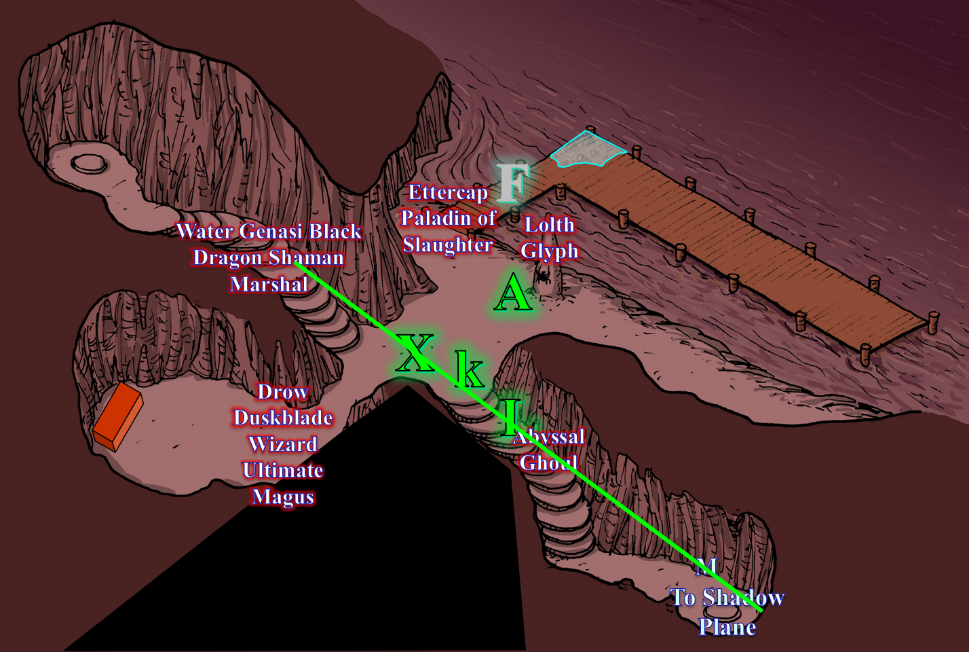 F
Ettercap
Paladin of
Slaughter
Lolth
Glyph
Water Genasi Black
Dragon Shaman
Marshal
A
X
k
I
Drow
Duskblade
Wizard
Ultimate
Magus
Abyssal
Ghoul
M
To Shadow
Plane